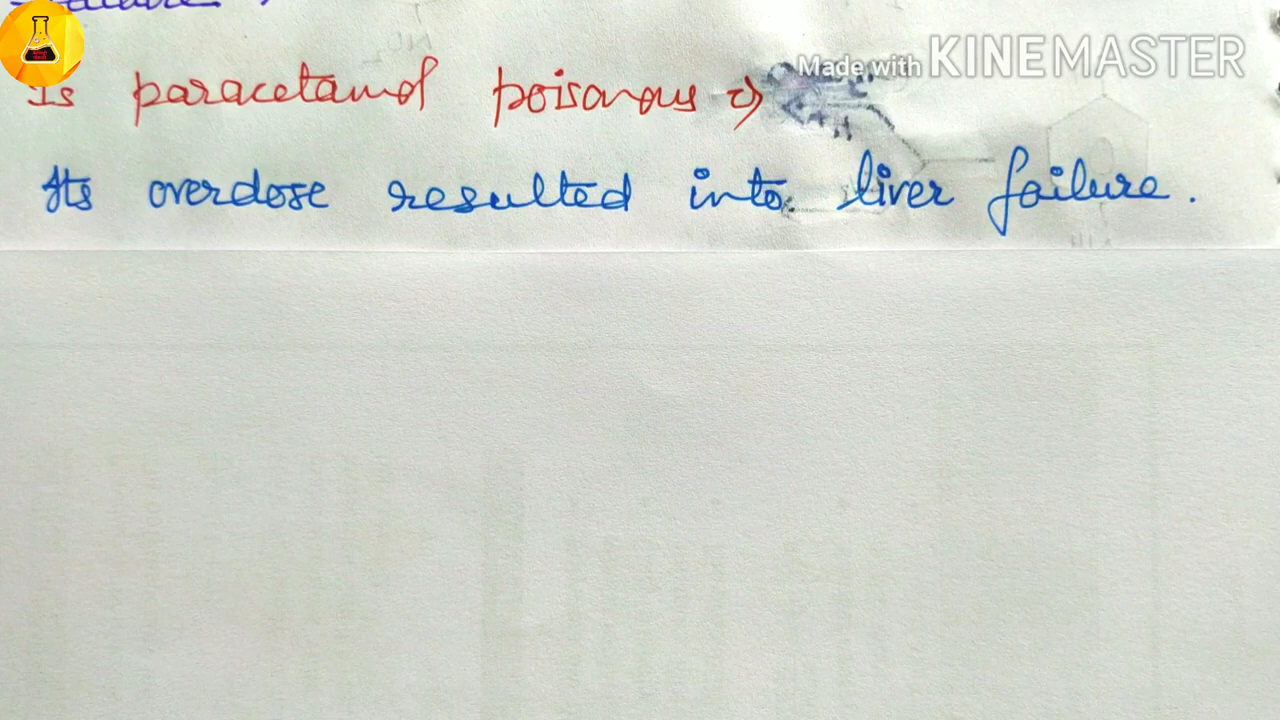 Made with KINEMASTER
Is paracetamol poisonous ⇒
Its overdose resulted into liver failure.